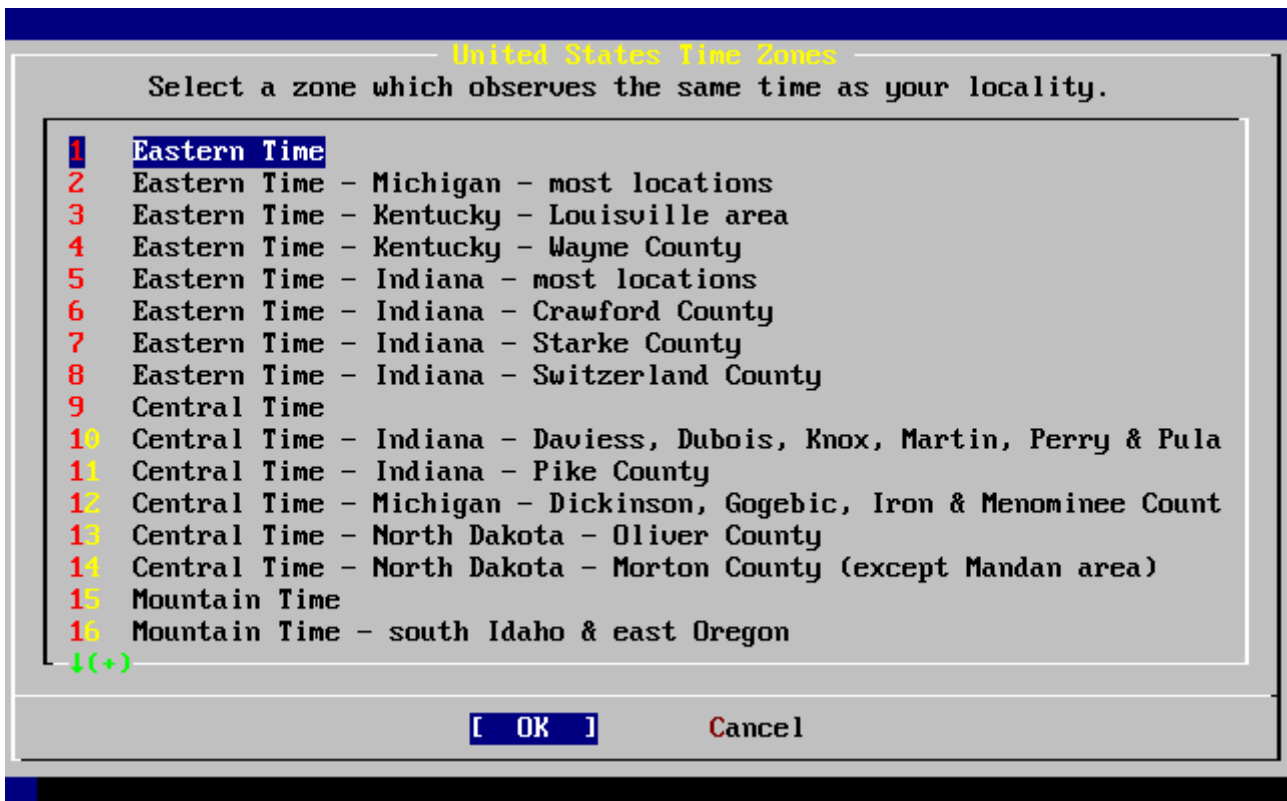 United States Time Zones
Select a zone which observes the same time as your locality.
1 Eastern Time
2 Eastern Time - Michigan - most locations
3 Eastern Time - Kentucky - Louisville area
4 Eastern Time - Kentucky - Wayne County
5 Eastern Time - Indiana - most locations
6 Eastern Time - Indiana - Crawford County
7 Eastern Time - Indiana - Starke County
8 Eastern Time - Indiana - Switzerland County
9 Central Time
10 Central Time - Indiana - Daviess, Dubois, Knox, Martin, Perry & Pula
11 Central Time - Indiana - Pike County
12 Central Time - Michigan - Dickinson, Gogebic, Iron & Menominee Count
13 Central Time - North Dakota - Oliver County
14 Central Time - North Dakota - Morton County (except Mandan area)
15 Mountain Time
16 Mountain Time - south Idaho & east Oregon
↓(+)
[ OK ] Cancel